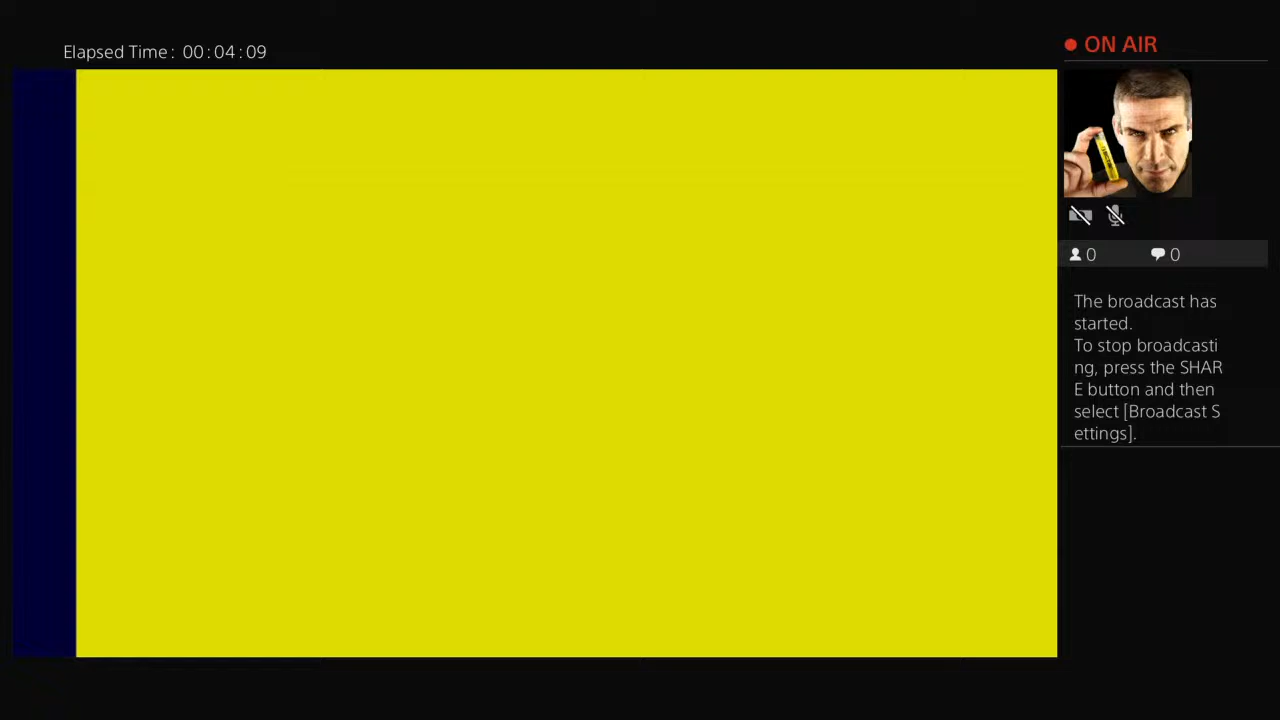 Elapsed Time: 00:04:09
ON AIR
0
0
The broadcast has
started.
To stop broadcasti
ng, press the SHAR
E button and then
select [Broadcast S
ettings].